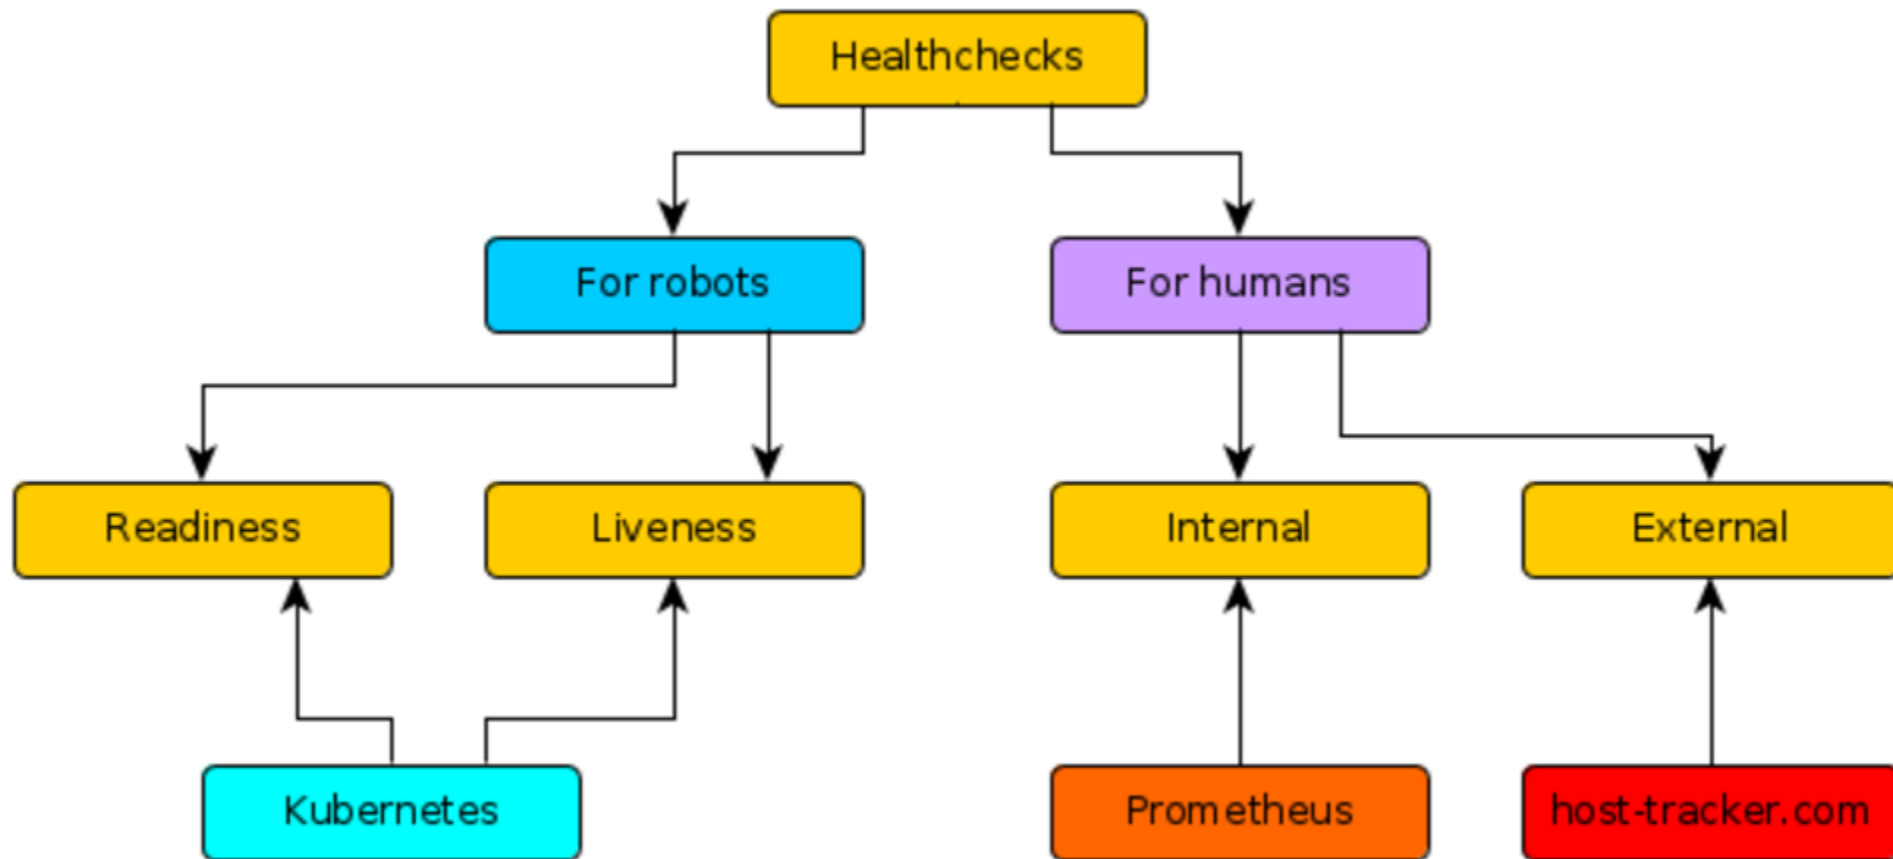 Healthchecks
For robots
For humans
Readiness
Liveness
Internal
External
Kubernetes
Prometheus
host-tracker.com